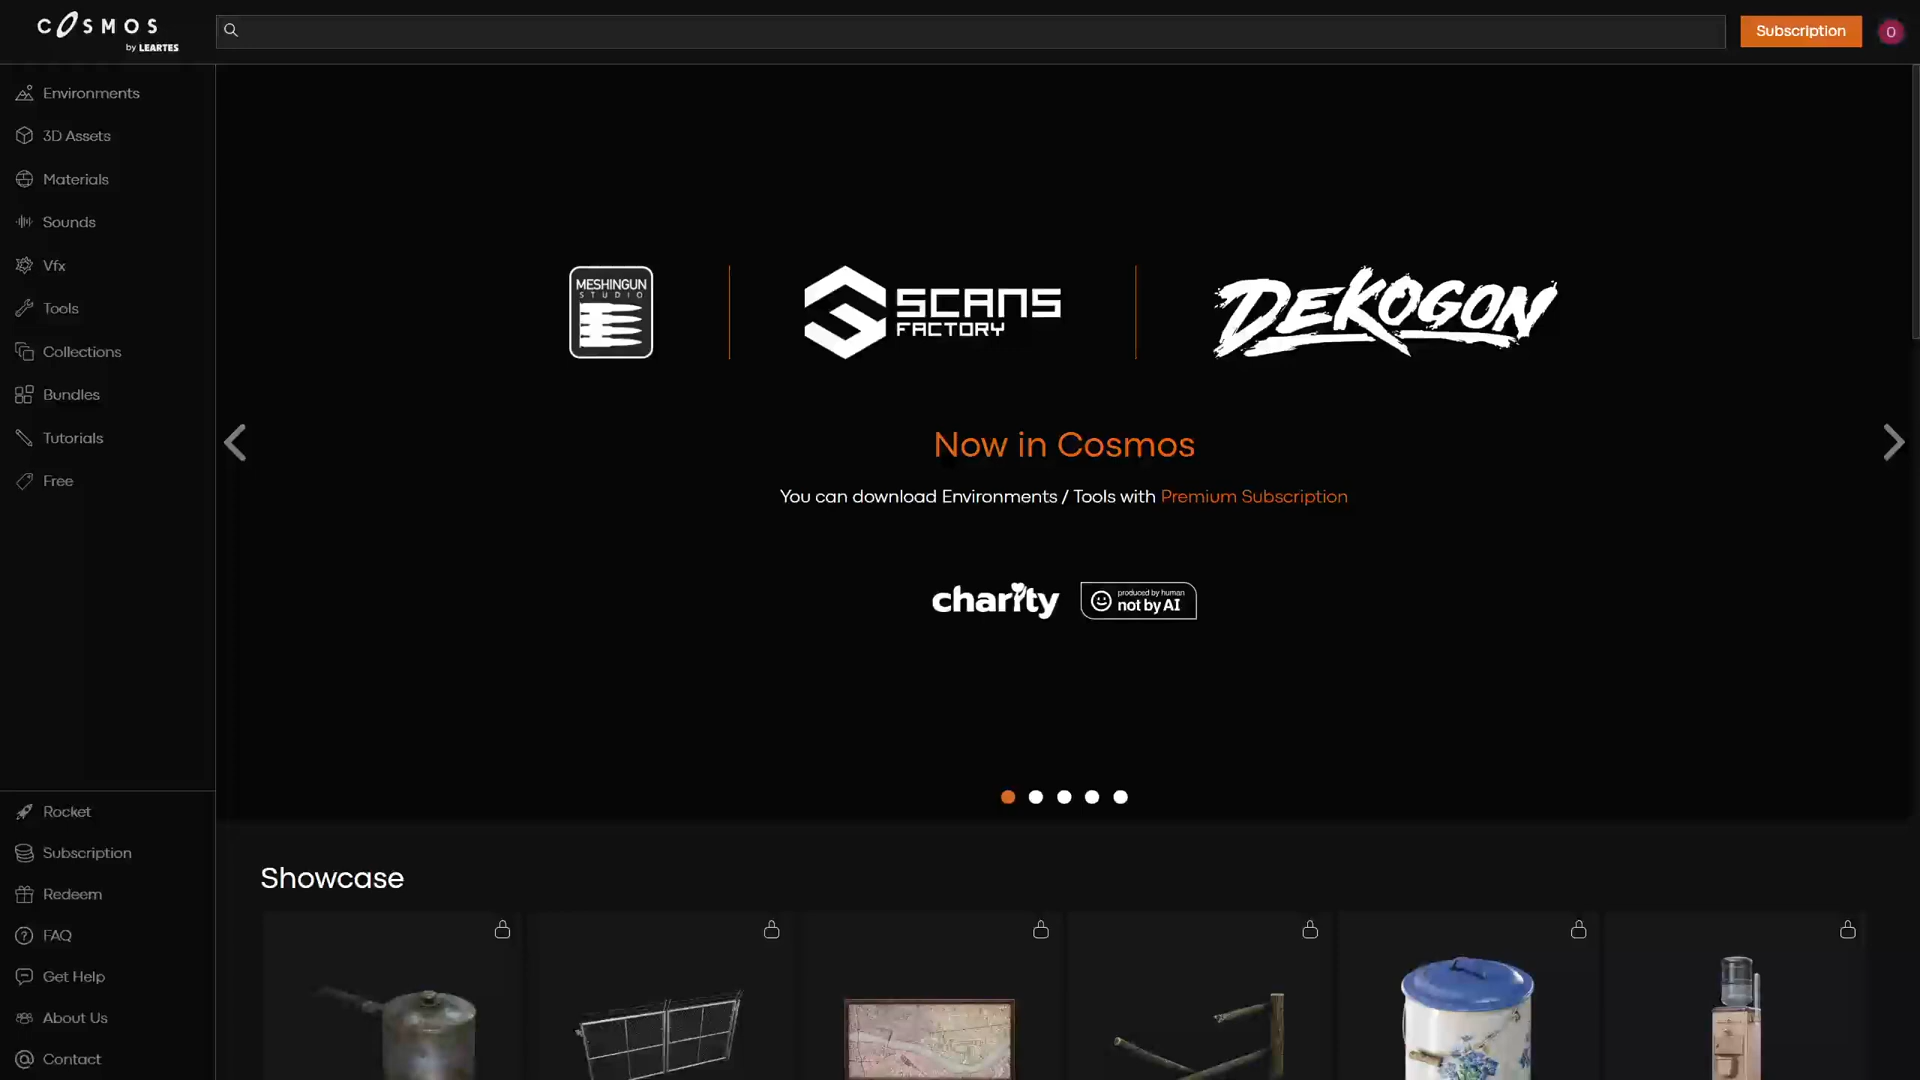 COSMOS
by LEARTES
Subscription
O
Environments
3D Assets
Materials
Sounds
Vfx
Tools
Collections
Bundles
Tutorials
Free
MESHINGUN
STUDIO
SCANS
FACTORY
DEKOGON
Now in Cosmos
You can download Environments / Tools with Premium Subscription
charity
produced by human
not by AI
Rocket
Subscription
Redeem
FAQ
Get Help
About Us
Contact
Showcase